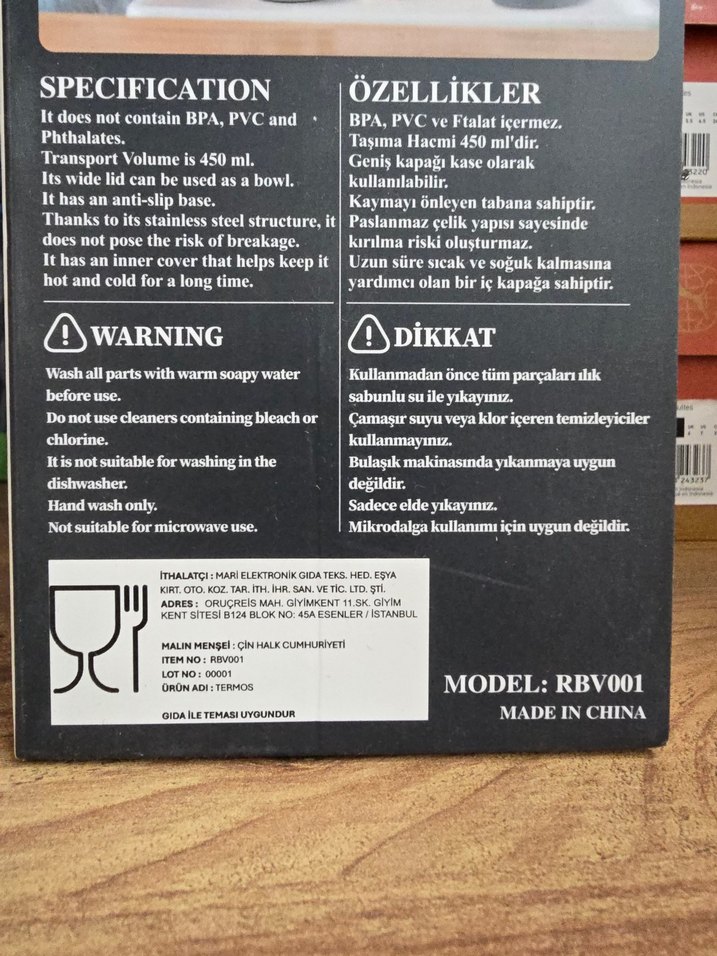 SPECIFICATION
It does not contain BPA, PVC and
Phthalates.
Transport Volume is 450 ml.
Its wide lid can be used as a bowl.
It has an anti-slip base.
Thanks to its stainless steel structure, it
does not pose the risk of breakage.
It has an inner cover that helps keep it
hot and cold for a long time.
ÖZELLİKLER
BPA, PVC ve Ftalat içermez.
Taşıma Hacmi 450 ml'dir.
Geniş kapağı kase olarak
kullanılabilir.
Kaymayı önleyen tabana sahiptir.
Paslanmaz çelik yapısı sayesinde
kırılma riski oluşturmaz.
Uzun süre sıcak ve soğuk kalmasına
yardımcı olan bir iç kapağa sahiptir.
WARNING
Wash all parts with warm soapy water
before use.
Do not use cleaners containing bleach or
chlorine.
It is not suitable for washing in the
dishwasher.
Hand wash only.
Not suitable for microwave use.
DİKKAT
Kullanmadan önce tüm parçaları ılık
sabunlu su ile yıkayınız.
Çamaşır suyu veya klor içeren temizleyiciler
kullanmayınız.
Bulaşık makinasında yıkanmaya uygun
değildir.
Sadece elde yıkayınız.
Mikrodalga kullanımı için uygun değildir.
İTHALATÇI : MARİ ELEKTRONİK GIDA TEKS. HED. EŞYA
KIRT. OTO. KOZ. TAR. İTH. İHR. SAN. VE TİC. LTD. ŞTİ.
ADRES : ORUÇREİS MAH. GİYİMKENT 11.SK. GİYİM
KENT SİTESİ B124 BLOK NO: 45A ESENLER / İSTANBUL
MALIN MENŞEİ : ÇİN HALK CUMHURİYETİ
ITEM NO : RBV001
LOT NO : 00001
ÜRÜN ADI : TERMOS
GIDA İLE TEMASI UYGUNDUR
MODEL: RBV001
MADE IN CHINA